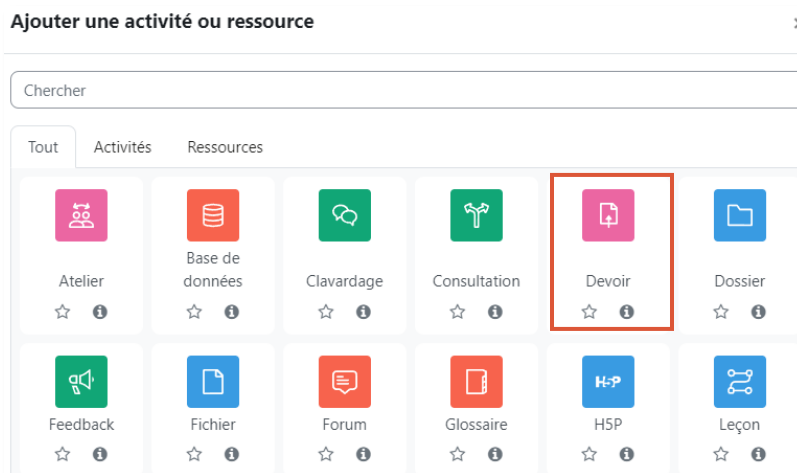 Ajouter une activité ou ressource
Chercher
Tout Activités Ressources
Atelier
Base de
données
Clavardage
Consultation
Devoir
Dossier
Feedback
Fichier
Forum
Glossaire
H5P
H5P
Leçon